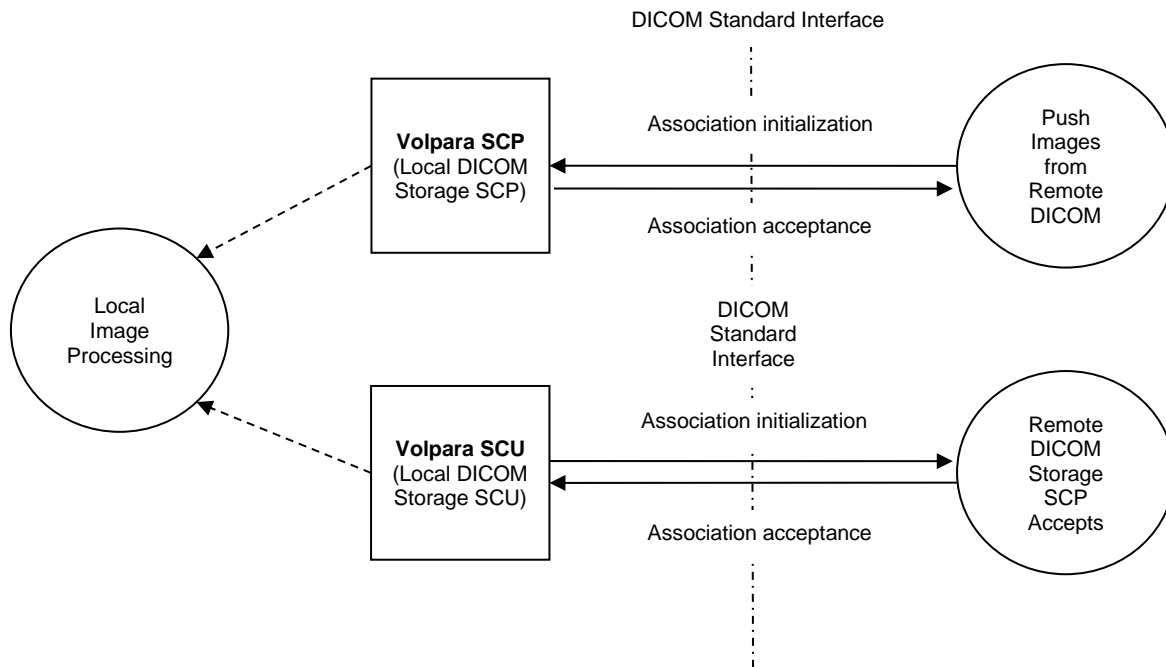 DICOM Standard Interface
Volpara SCP
(Local DICOM
Storage SCP)
Association initialization
Association acceptance
Push
Images
from
Remote
DICOM
Local
Image
Processing
DICOM
Standard
Interface
Volpara SCU
(Local DICOM
Storage SCU)
Association initialization
Association acceptance
Remote
DICOM
Storage
SCP
Accepts